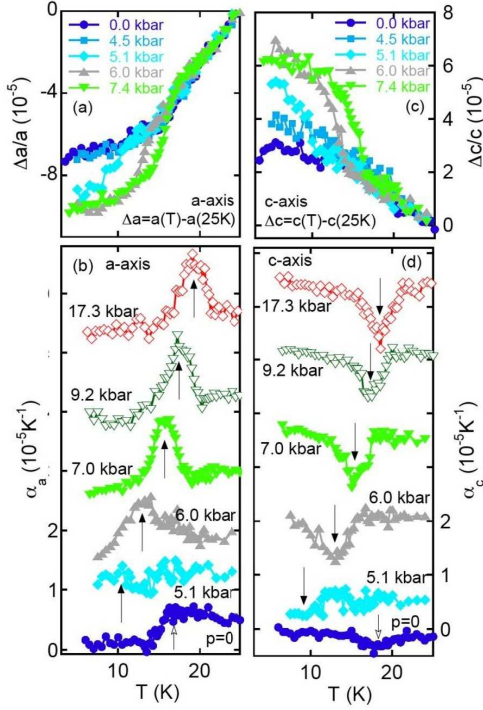 0.0 kbar
4.5 kbar
5.1 kbar
6.0 kbar
7.4 kbar
(a)
Δa/a (10⁻⁵)
-4
-8
a-axis
Δa=a(T)-a(25K)
0.0 kbar
4.5 kbar
5.1 kbar
6.0 kbar
7.4 kbar
(c)
Δc/c (10⁻⁵)
8
6
4
2
0
c-axis
Δc=c(T)-c(25K)
(b) a-axis
17.3 kbar
9.2 kbar
7.0 kbar
6.0 kbar
5.1 kbar
p=0
αa (10⁻⁵K⁻¹)
2
1
0
10 20
T (K)
c-axis (d)
17.3 kbar
9.2 kbar
7.0 kbar
6.0 kbar
5.1 kbar
p=0
αc (10⁻⁵K⁻¹)
2
1
0
10 20
T (K)